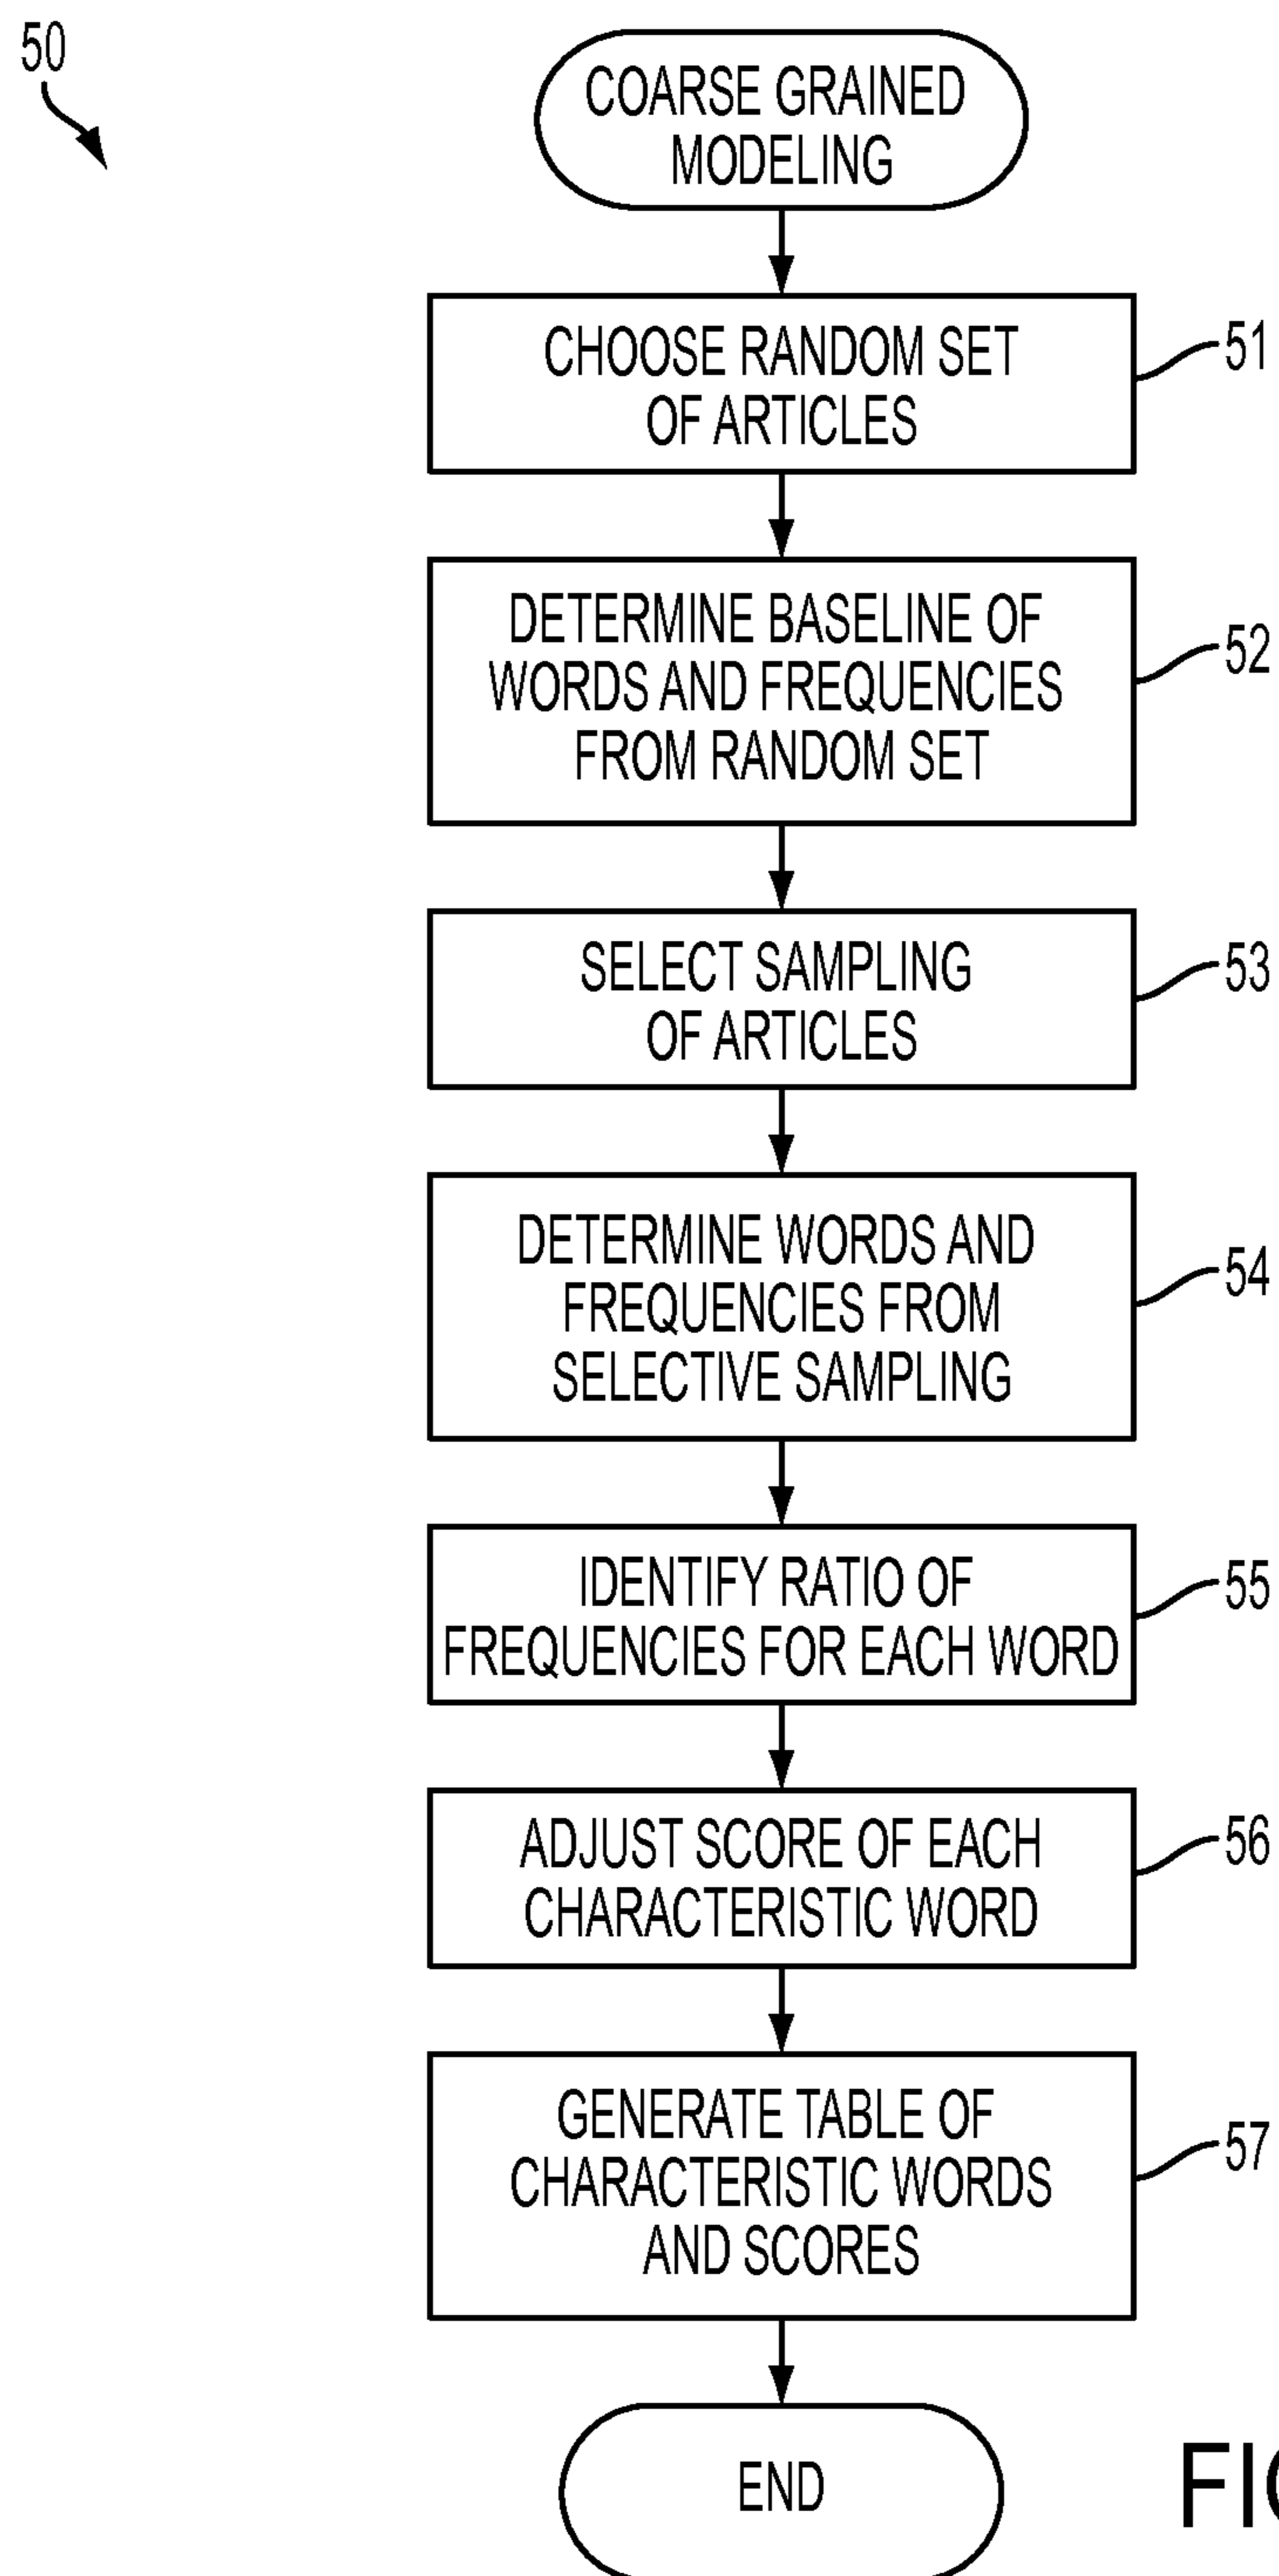 50
COARSE GRAINED
MODELING
CHOOSE RANDOM SET
OF ARTICLES
51
DETERMINE BASELINE OF
WORDS AND FREQUENCIES
FROM RANDOM SET
52
SELECT SAMPLING
OF ARTICLES
53
DETERMINE WORDS AND
FREQUENCIES FROM
SELECTIVE SAMPLING
54
IDENTIFY RATIO OF
FREQUENCIES FOR EACH WORD
55
ADJUST SCORE OF EACH
CHARACTERISTIC WORD
56
GENERATE TABLE OF
CHARACTERISTIC WORDS
AND SCORES
57
END